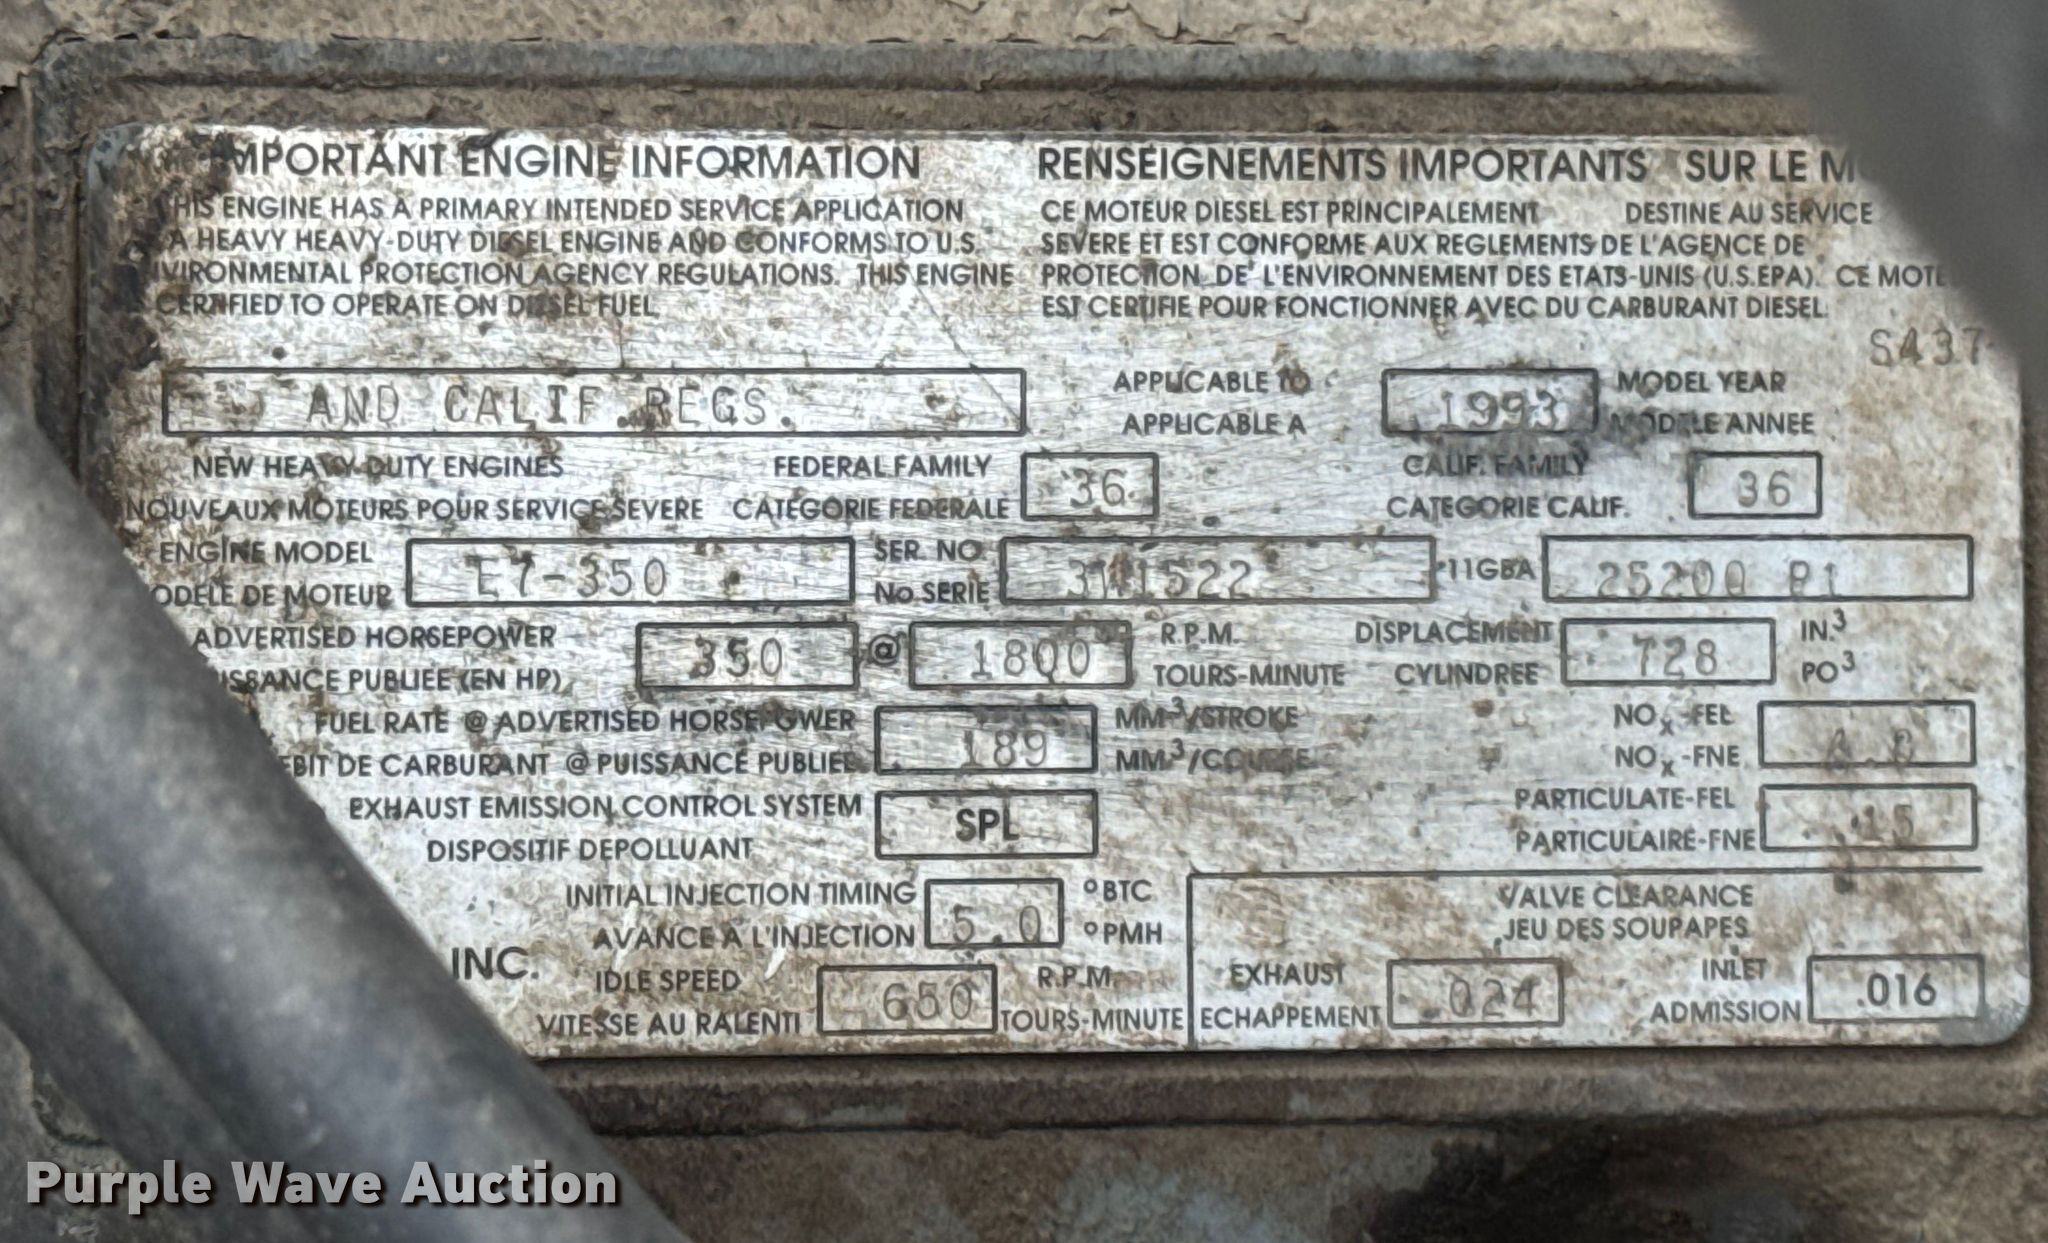 IMPORTANT ENGINE INFORMATION
THIS ENGINE HAS A PRIMARY INTENDED SERVICE APPLICATION
A HEAVY HEAVY-DUTY DIESEL ENGINE AND CONFORMS TO U.S.
VIRONMENTAL PROTECTION AGENCY REGULATIONS. THIS ENGINE
CERTIFIED TO OPERATE ON DIESEL FUEL
RENSEIGNEMENTS IMPORTANTS SUR LE M
CE MOTEUR DIESEL EST PRINCIPALEMENT DESTINE AU SERVICE
SEVERE ET EST CONFORME AUX REGLEMENTS DE L'AGENCE DE
PROTECTION DE L'ENVIRONNEMENT DES ETATS-UNIS (U.S.EPA). CE MOTE
EST CERTIFIE POUR FONCTIONNER AVEC DU CARBURANT DIESEL.
S437
AND CALIF.REGS.
APPLICABLE TO 1993 MODEL YEAR
APPLICABLE A MODELE ANNEE
NEW HEAVY DUTY ENGINES FEDERAL FAMILY 36 CALIF. FAMILY 36
NOUVEAUX MOTEURS POUR SERVICE SEVERE CATEGORIE FEDERALE CATEGORIE CALIF.
ENGINE MODEL E7-350 SER. NO 11GBA 25200 P1
ODELE DE MOTEUR No SERIE
ADVERTISED HORSEPOWER 350 @ 1800 R.P.M. DISPLACEMENT 728 IN.3
ISSANCE PUBLIEE (EN HP) TOURS-MINUTE CYLINDREE PO3
FUEL RATE @ ADVERTISED HORSEPOWER 189 MM3/STROKE NOx-FEL
EBIT DE CARBURANT @ PUISSANCE PUBLIEE MM3/COURSE NOx-FNE
EXHAUST EMISSION CONTROL SYSTEM SPL PARTICULATE-FEL .15
DISPOSITIF DEPOLLUANT PARTICULAIRE-FNE
INITIAL INJECTION TIMING 5.0 °BTC
AVANCE A L'INJECTION °PMH
INC.
IDLE SPEED 650 R.P.M.
VITESSE AU RALENTI TOURS-MINUTE
VALVE CLEARANCE
JEU DES SOUPAPES
EXHAUST .024 INLET .016
ECHAPPEMENT ADMISSION
Purple Wave Auction